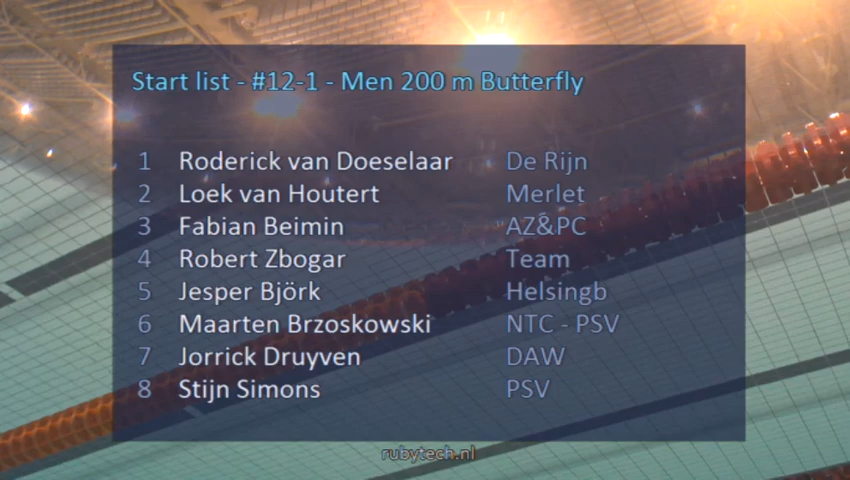 Start list - #12-1 - Men 200 m Butterfly
1 Roderick van Doeselaar De Rijn
2 Loek van Houtert Merlet
3 Fabian Beimin AZ&PC
4 Robert Zbogar Team
5 Jesper Björk Helsingb
6 Maarten Brzoskowski NTC - PSV
7 Jorrick Druyven DAW
8 Stijn Simons PSV
rubytech.nl